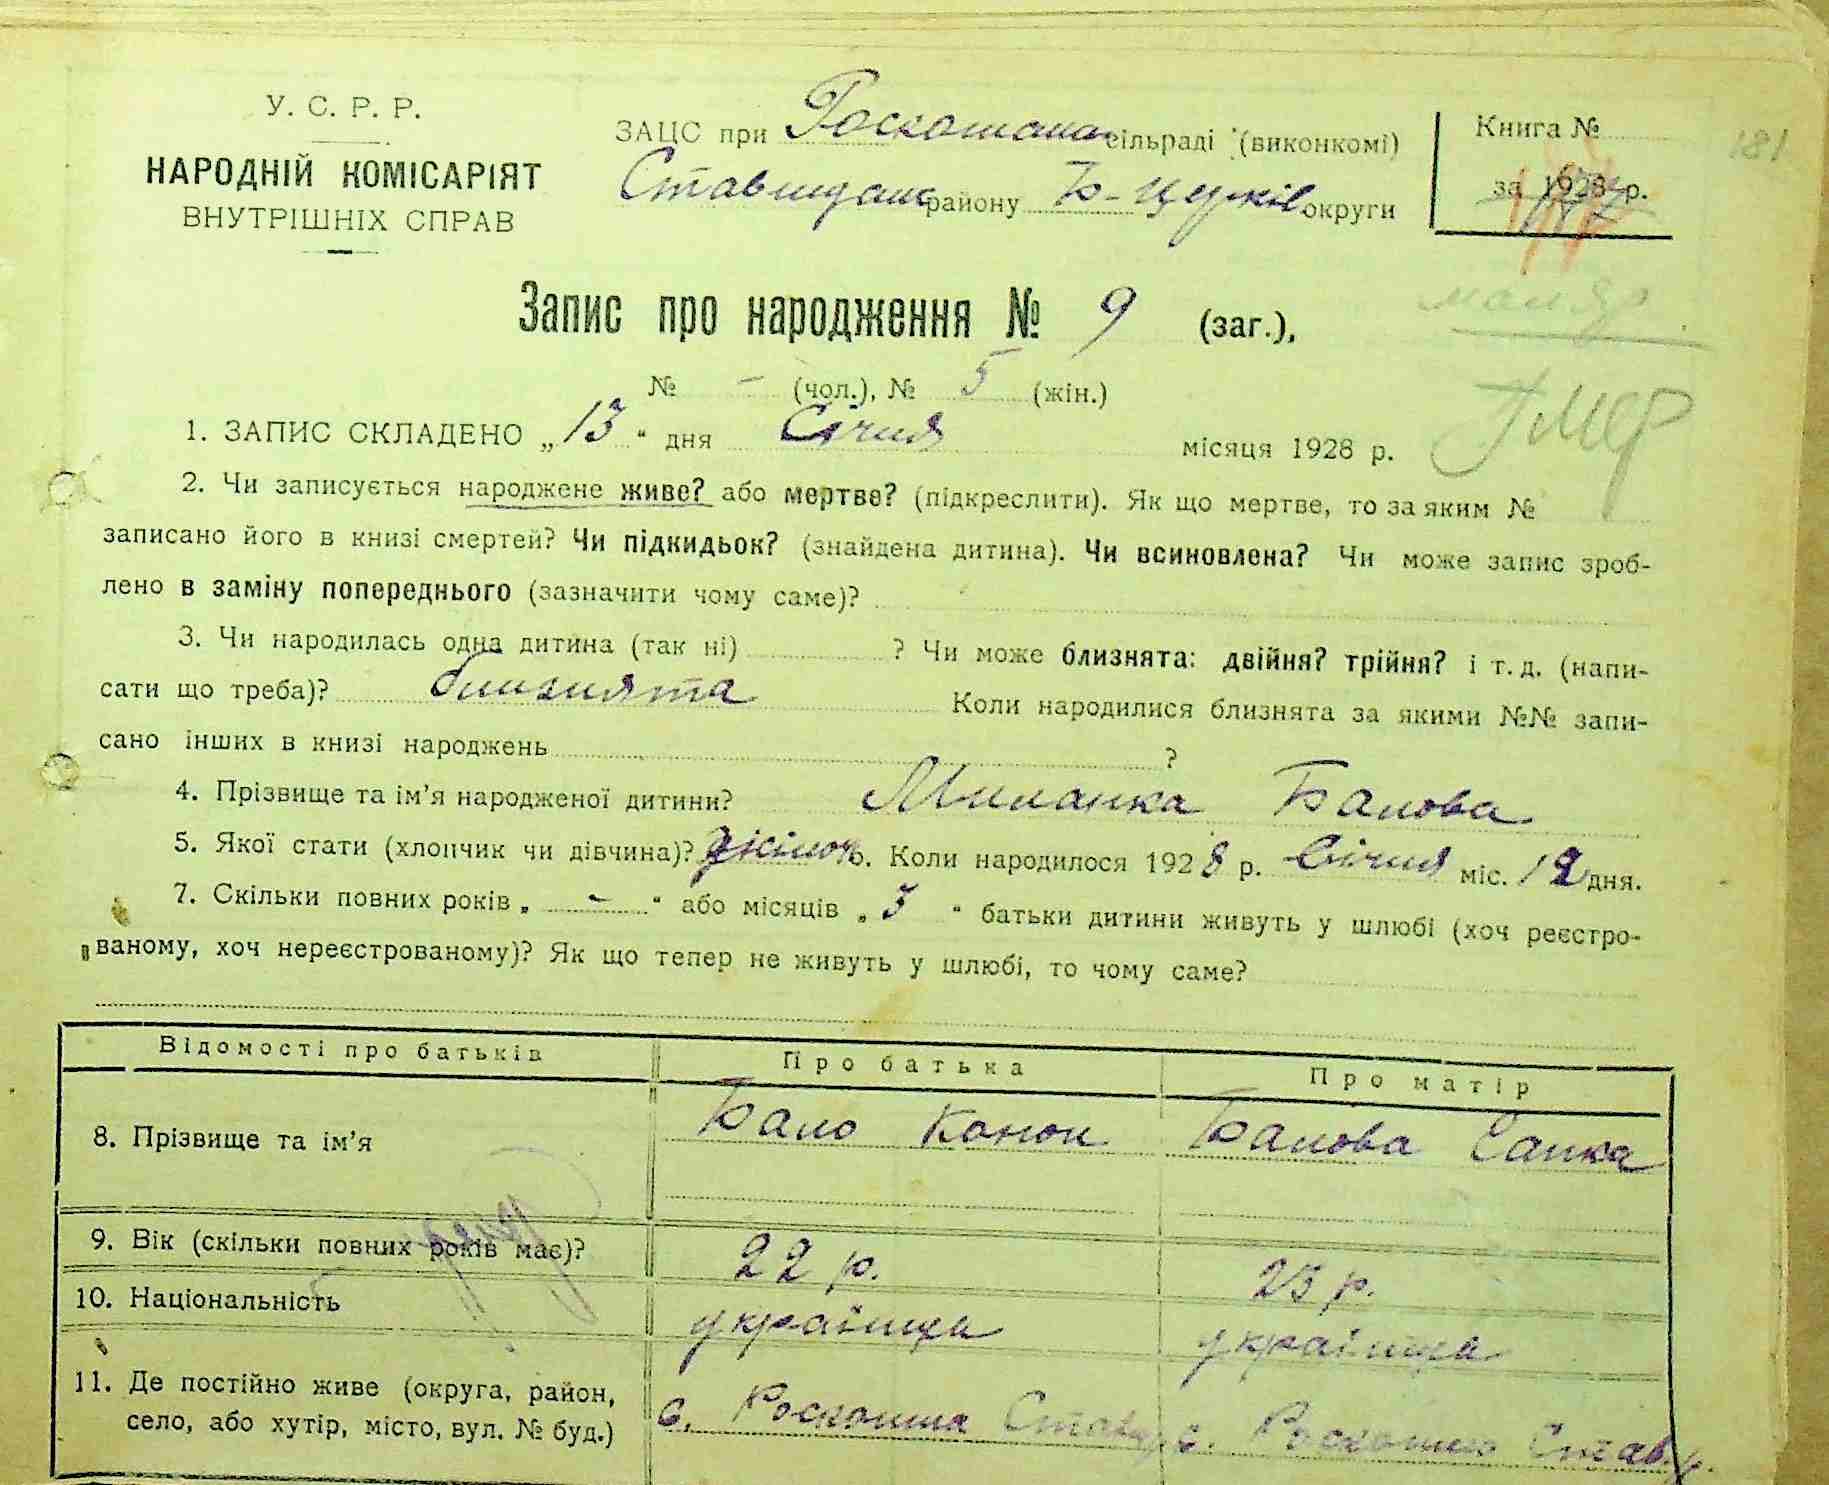 У. С. Р. Р.
НАРОДНІЙ КОМІСАРІЯТ
ВНУТРІШНІХ СПРАВ
ЗАЦС при сільраді (виконкомі)
району Б-Церків округи
Книга №
за 1928 р.
181
Запис про народження № 9 (заг.),
№ - (чол.), № 5 (жін.)
1. ЗАПИС СКЛАДЕНО „13“ дня Січня місяця 1928 р.
2. Чи записується народжене живе? або мертве? (підкреслити). Як що мертве, то за яким №
записано його в книзі смертей? Чи підкидьок? (знайдена дитина). Чи всиновлена? Чи може запис зроб-
лено в заміну попереднього (зазначити чому саме)?
3. Чи народилась одна дитина (так ні) ? Чи може близнята: двійня? трійня? і т. д. (напи-
сати що треба)? близнята Коли народилися близнята за якими №№ запи-
сано інших в книзі народжень ?
4. Прізвище та ім’я народженої дитини? Миланка Балова
5. Якої стати (хлопчик чи дівчина)? 6. Коли народилося 1928 р. Січня міс. 12 дня.
7. Скільки повних років „ - “ або місяців „ 3 “ батьки дитини живуть у шлюбі (хоч реєстро-
ваному, хоч нереєстрованому)? Як що тепер не живуть у шлюбі, то чому саме?
Відомості про батьків Про батька Про матір
8. Прізвище та ім’я Бало Конон Балова Санка
9. Вік (скільки повних років має)? 22 р. 23 р.
10. Національність україн­ца україн­ца
11. Де постійно живе (округа, район,
село, або хутір, місто, вул. № буд.) с. Роскошна Став с. Роскошна Став. р.